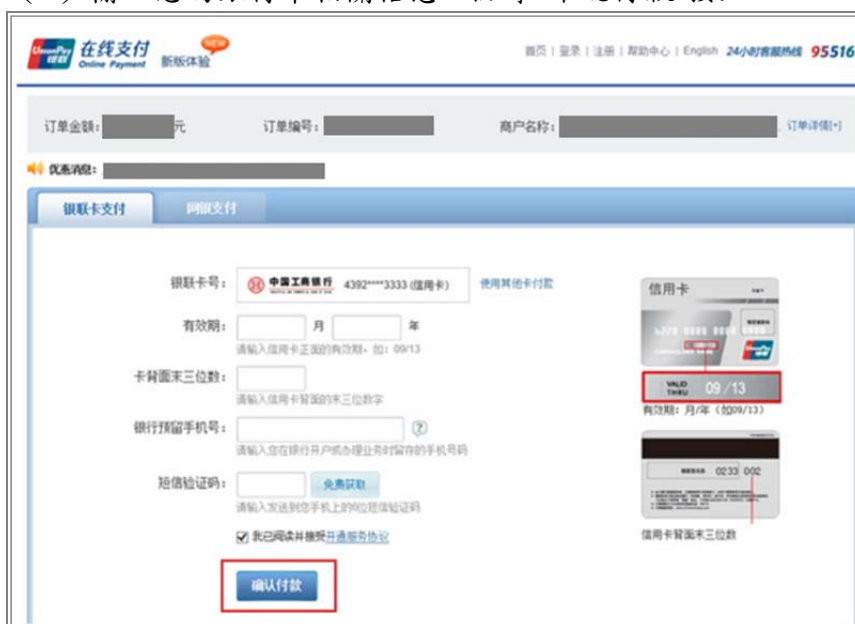 UnionPay 银联 在线支付 Online Payment 新版体验 NEW
首页 | 登录 | 注册 | 帮助中心 | English 24小时客服热线 95516
订单金额： 元 订单编号： 商户名称： 订单详情[+]
优惠消息：
银联卡支付 网银支付
银联卡号： 中国工商银行 4392****3333 (信用卡) 使用其他卡付款
有效期： 月 年
请输入信用卡正面的有效期，如：09/13
卡背面末三位数：
请输入信用卡背面的末三位数字
银行预留手机号： ?
请输入您在银行开户或办理业务时留存的手机号码
短信验证码： 免费获取
请输入发送到您手机上的6位短信验证码
我已阅读并接受开通服务协议
确认付款
信用卡
VALID THRU 09/13
有效期：月/年（如09/13）
0233 002
信用卡背面末三位数